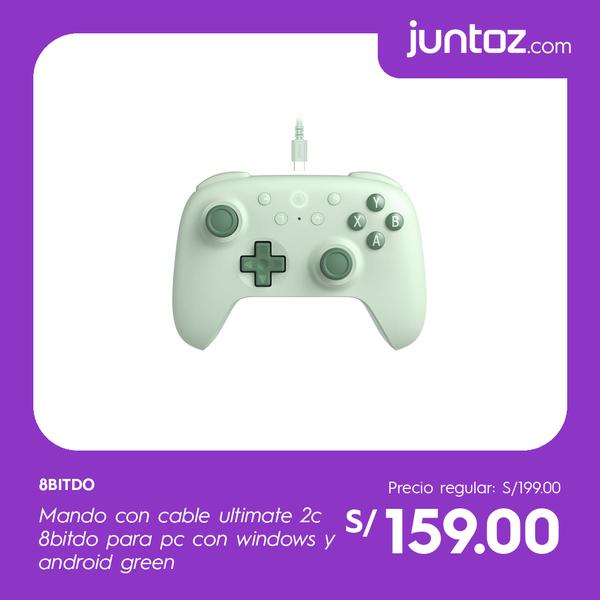 juntoz.com
Y
X B
A
8BITDO
Mando con cable ultimate 2c
8bitdo para pc con windows y
android green
Precio regular: S/199.00
S/159.00